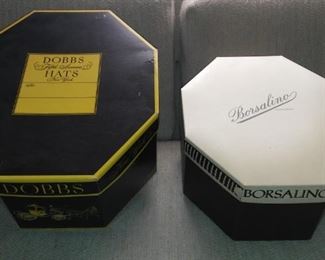 DOBBS
Fifth Avenue
HATS
New York
DOBBS
Borsalino
BORSALINO